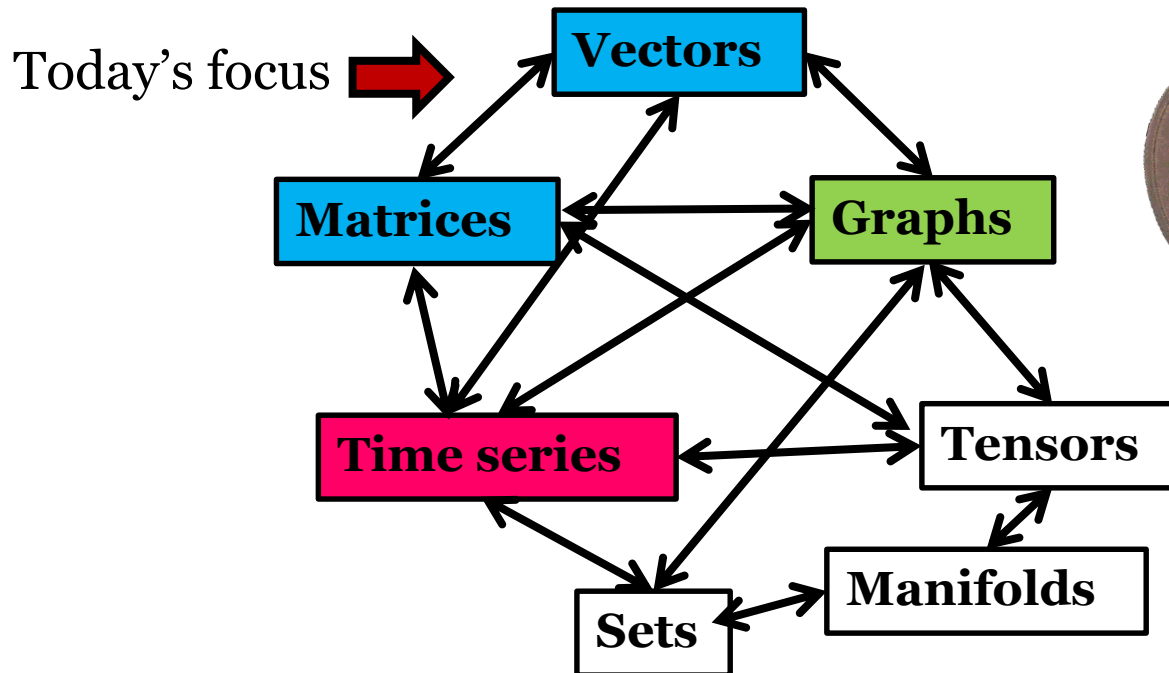 Vectors
Today’s focus
Matrices
Graphs
Time series
Tensors
Manifolds
Sets